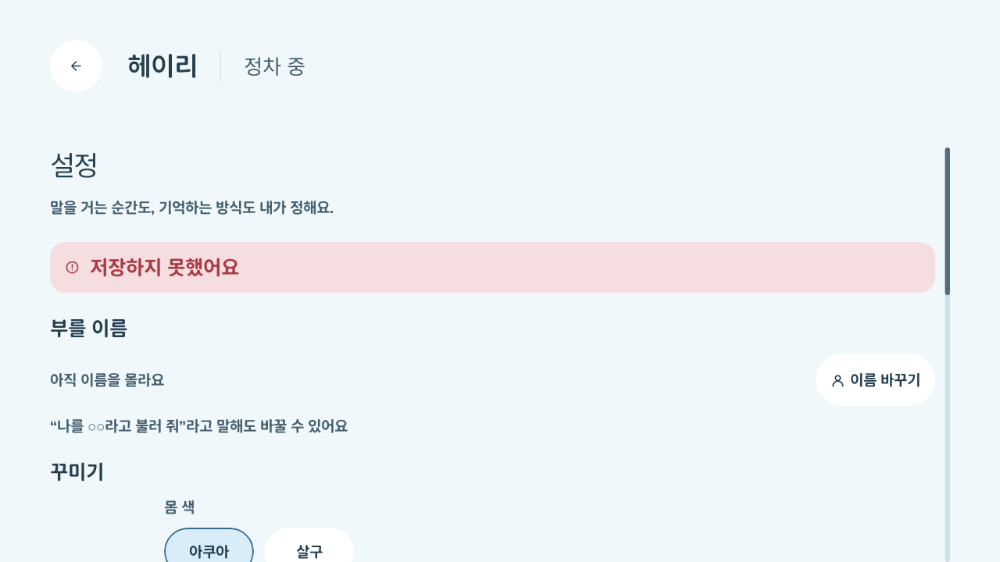 헤이리
정차 중
설정
말을 거는 순간도, 기억하는 방식도 내가 정해요.
저장하지 못했어요
부를 이름
아직 이름을 몰라요
이름 바꾸기
“나를 ○○라고 불러 줘”라고 말해도 바꿀 수 있어요
꾸미기
몸 색
아쿠아
살구